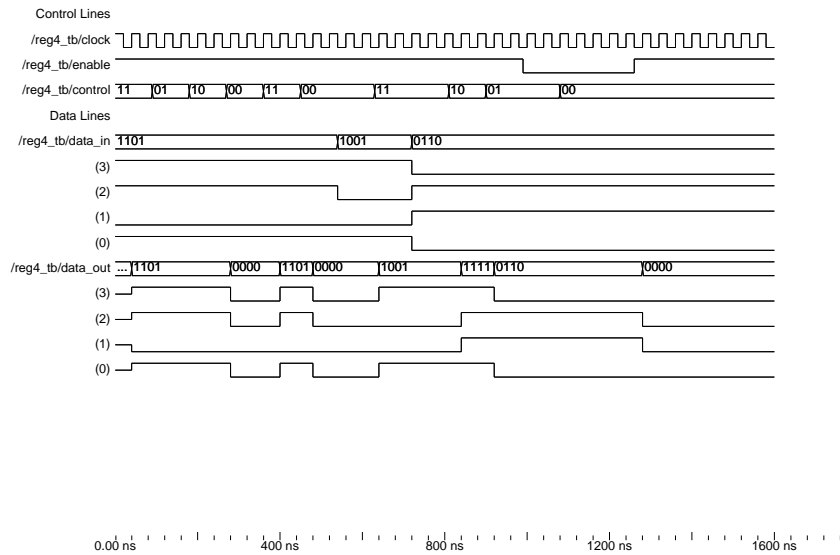 Control Lines
/reg4_tb/clock
/reg4_tb/enable
/reg4_tb/control 11 01 10 00 11 00 11 10 01 00
Data Lines
/reg4_tb/data_in 1101 1001 0110
(3)
(2)
(1)
(0)
/reg4_tb/data_out ... 1101 0000 1101 0000 1001 1111 0110 0000
(3)
(2)
(1)
(0)
0.00 ns 400 ns 800 ns 1200 ns 1600 ns